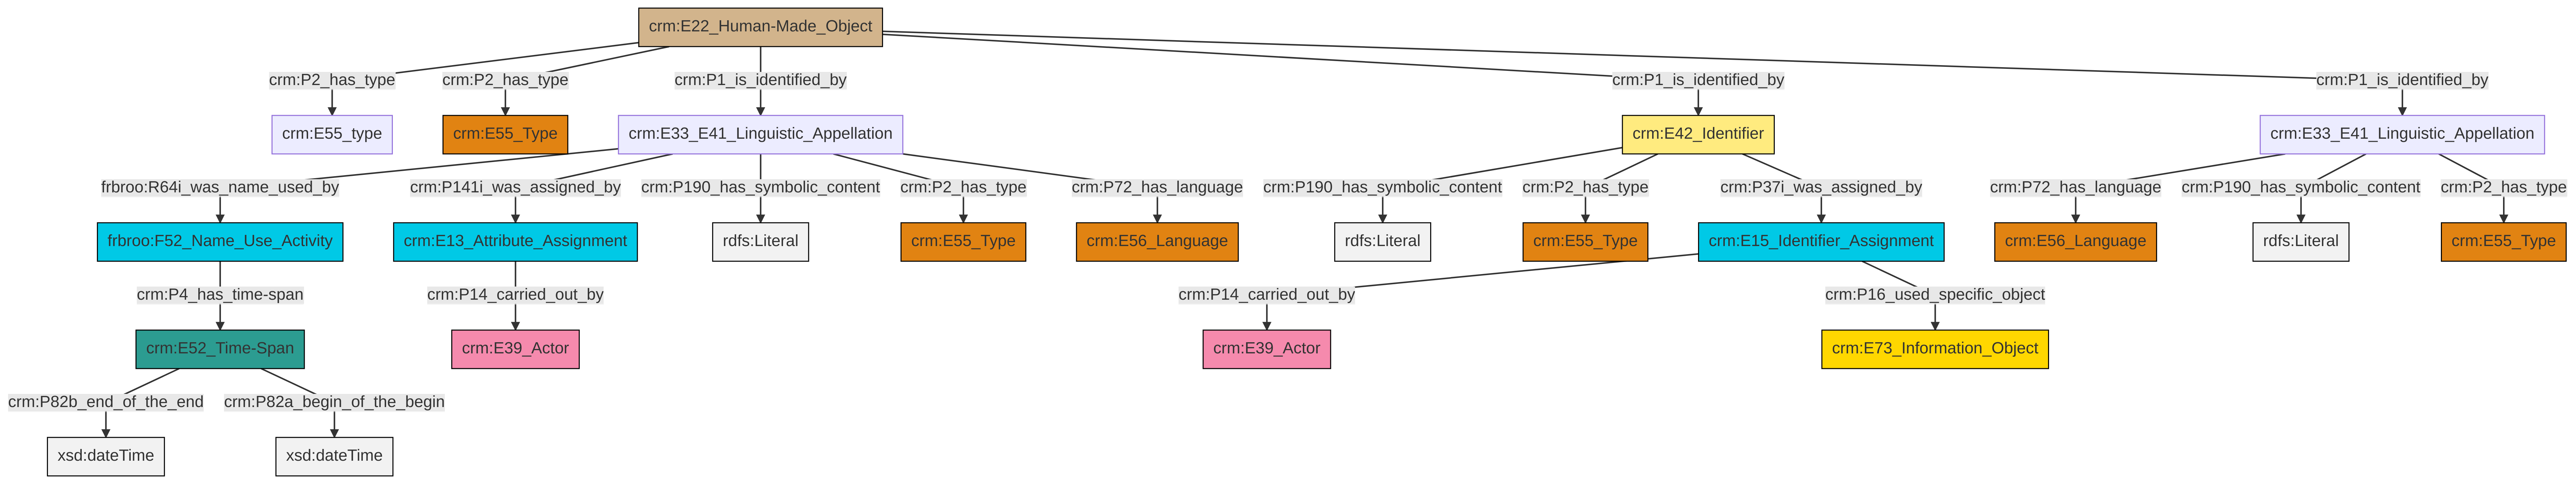 crm:E22_Human-Made_Object
crm:P2_has_type
crm:P2_has_type
crm:P1_is_identified_by
crm:P1_is_identified_by
crm:P1_is_identified_by
crm:E55_type
crm:E55_Type
crm:E33_E41_Linguistic_Appellation
crm:E42_Identifier
crm:E33_E41_Linguistic_Appellation
frbroo:R64i_was_name_used_by
crm:P141i_was_assigned_by
crm:P190_has_symbolic_content
crm:P2_has_type
crm:P72_has_language
crm:P190_has_symbolic_content
crm:P2_has_type
crm:P37i_was_assigned_by
crm:P72_has_language
crm:P190_has_symbolic_content
crm:P2_has_type
frbroo:F52_Name_Use_Activity
crm:E13_Attribute_Assignment
rdfs:Literal
crm:E55_Type
crm:E56_Language
rdfs:Literal
crm:E55_Type
crm:E15_Identifier_Assignment
crm:E56_Language
rdfs:Literal
crm:E55_Type
crm:P4_has_time-span
crm:P14_carried_out_by
crm:P14_carried_out_by
crm:P16_used_specific_object
crm:E52_Time-Span
crm:E39_Actor
crm:E39_Actor
crm:E73_Information_Object
crm:P82b_end_of_the_end
crm:P82a_begin_of_the_begin
xsd:dateTime
xsd:dateTime